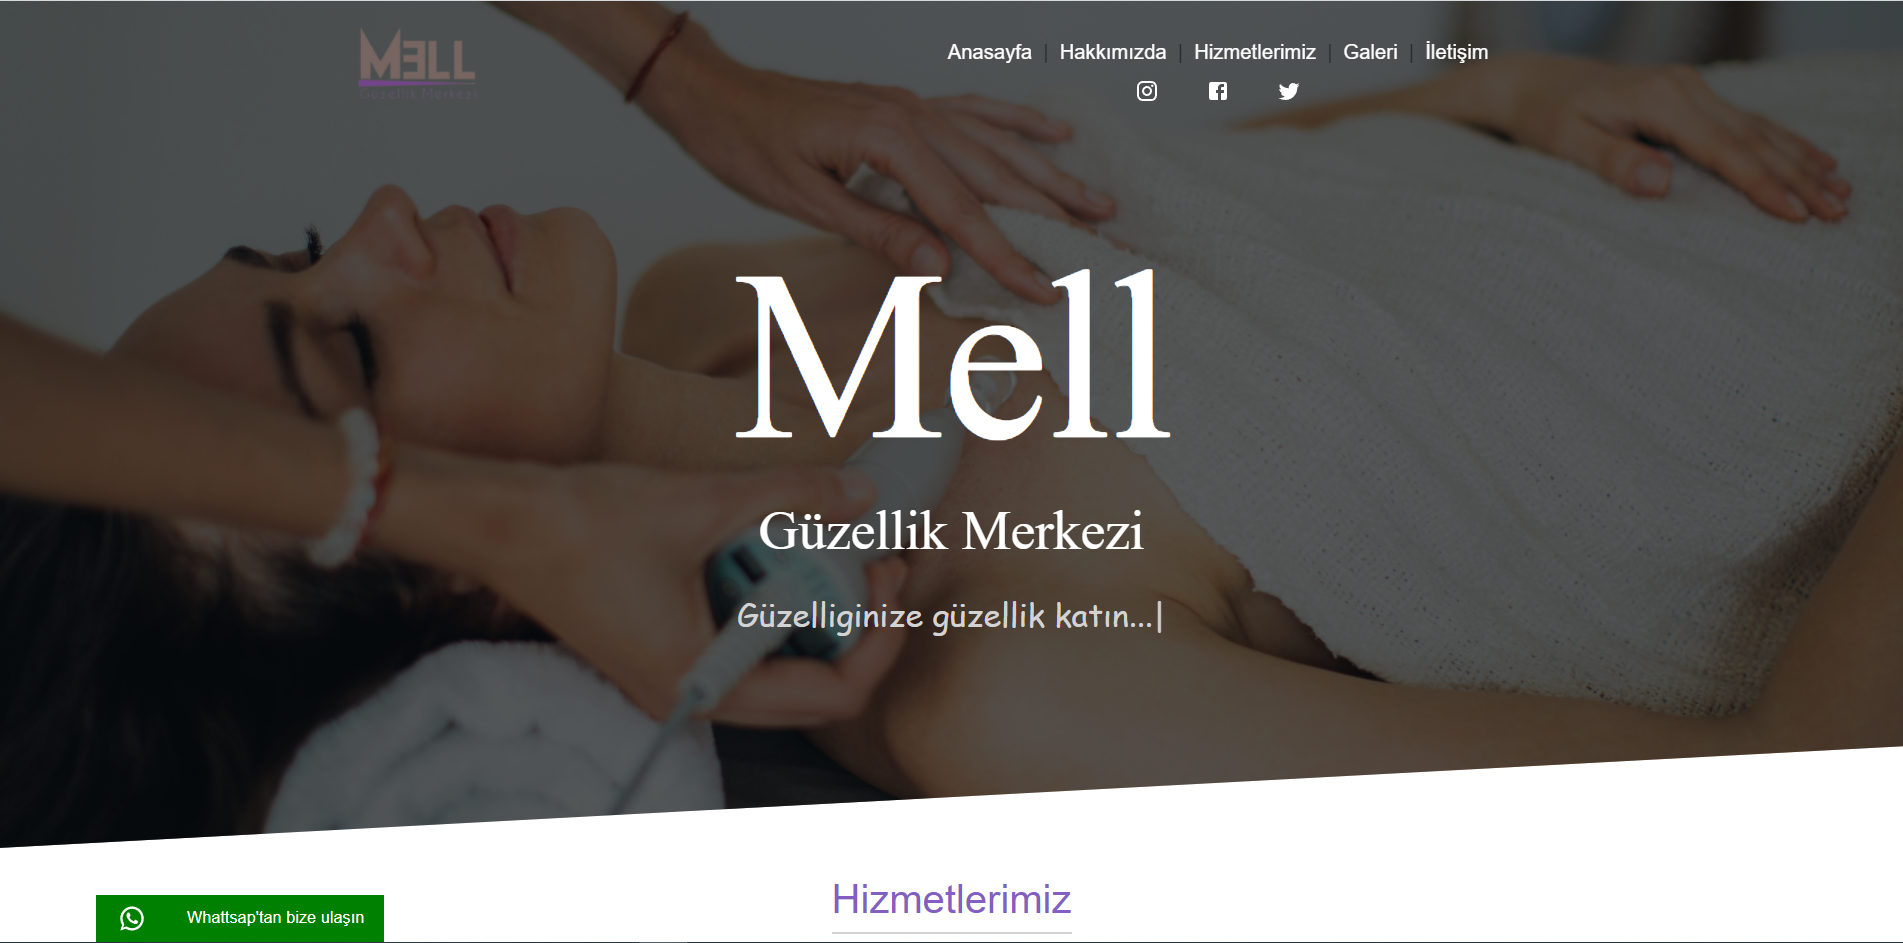 MELL
Güzellik Merkezi
Anasayfa | Hakkımızda | Hizmetlerimiz | Galeri | İletişim
Mell
Güzellik Merkezi
Güzelliginize güzellik katın...|
Hizmetlerimiz
Whattsap'tan bize ulaşın